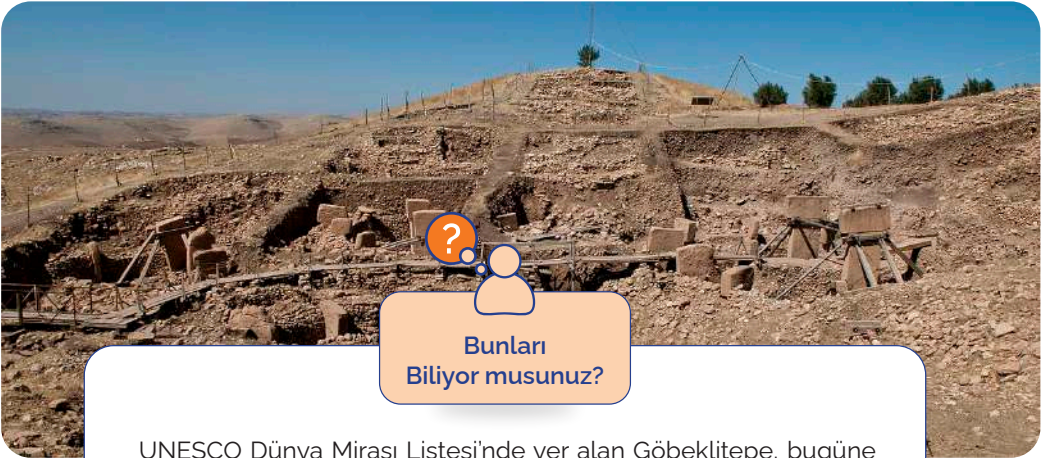 ?
Bunları
Biliyor musunuz?
UNESCO Dünya Mirası Listesi'nde yer alan Göbeklitepe, bugüne